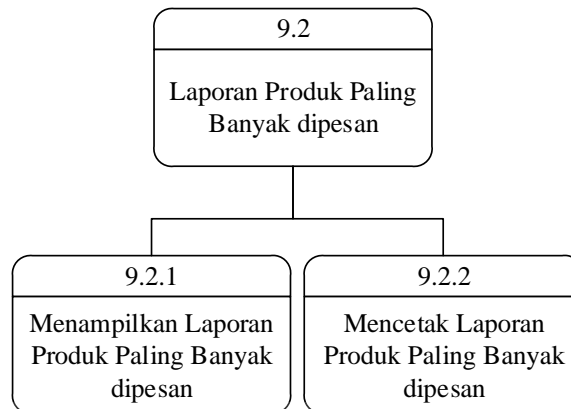 9.2
Laporan Produk Paling
Banyak dipesan
9.2.1
Menampilkan Laporan
Produk Paling Banyak
dipesan
9.2.2
Mencetak Laporan
Produk Paling Banyak
dipesan